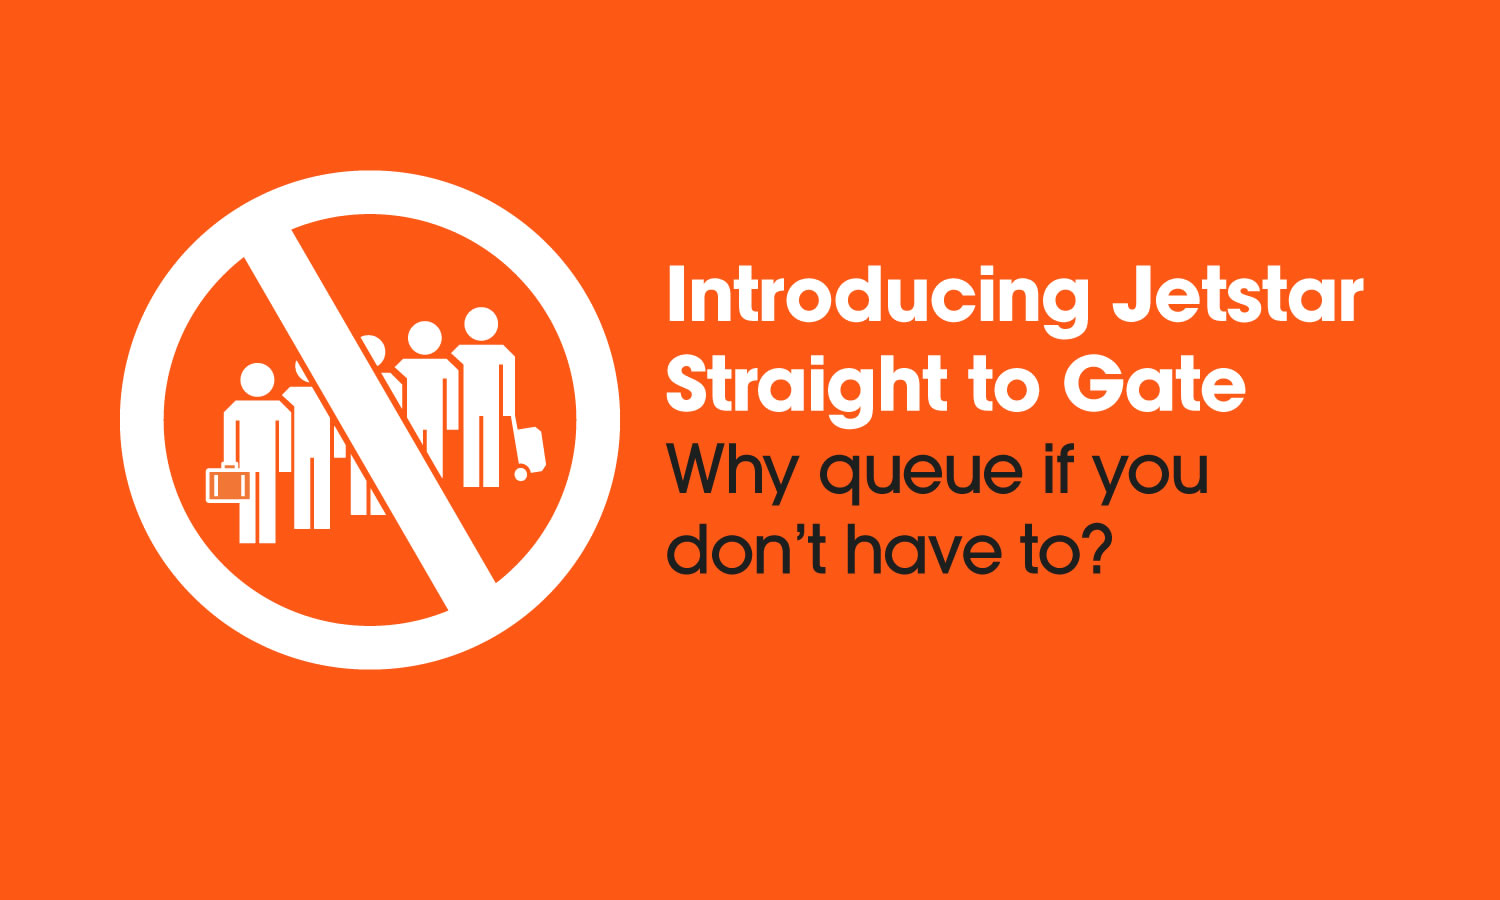 Introducing Jetstar
Straight to Gate
Why queue if you
don’t have to?